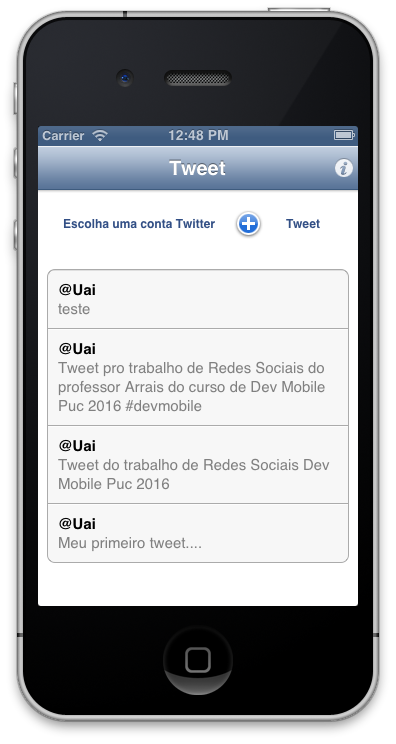 Carrier 12:48 PM
Tweet
Escolha uma conta Twitter Tweet
@Uai
teste
@Uai
Tweet pro trabalho de Redes Sociais do
professor Arrais do curso de Dev Mobile
Puc 2016 #devmobile
@Uai
Tweet do trabalho de Redes Sociais Dev
Mobile Puc 2016
@Uai
Meu primeiro tweet....